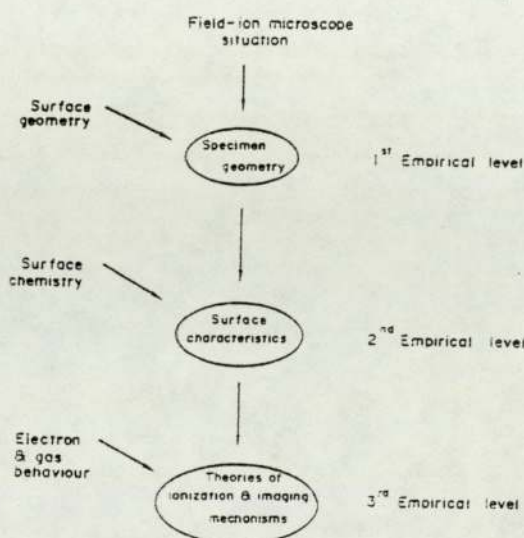 Field-ion microscope
situation
Surface
geometry
Specimen
geometry
1st Empirical level
Surface
chemistry
Surface
characteristics
2nd Empirical level
Electron
& gas
behaviour
Theories of
ionization & imaging
mechanisms
3rd Empirical level